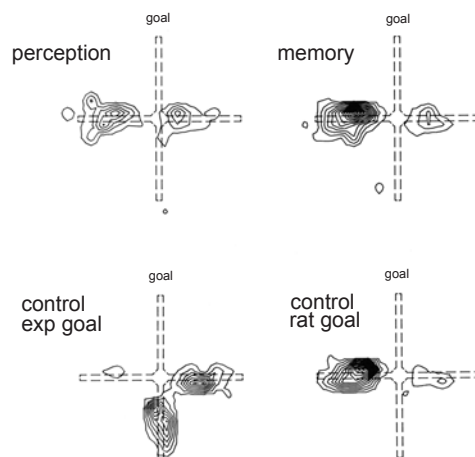 goal
goal
perception
memory
goal
goal
control
exp goal
control
rat goal